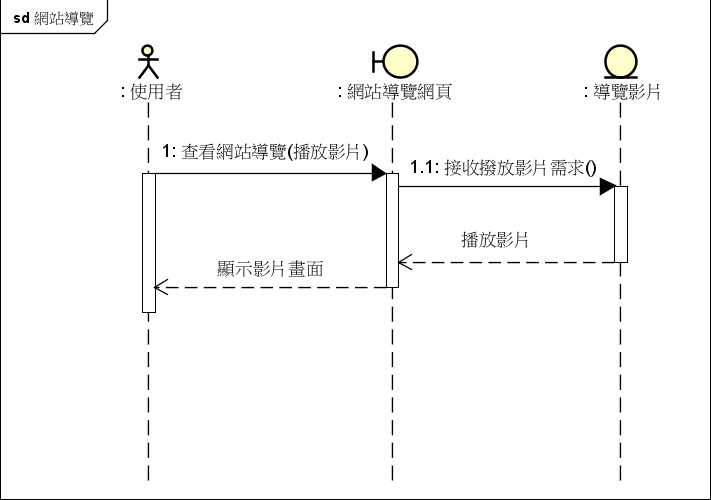 sd 網站導覽
: 使用者
: 網站導覽網頁
: 導覽影片
1: 查看網站導覽(播放影片)
1.1: 接收撥放影片需求()
播放影片
顯示影片畫面